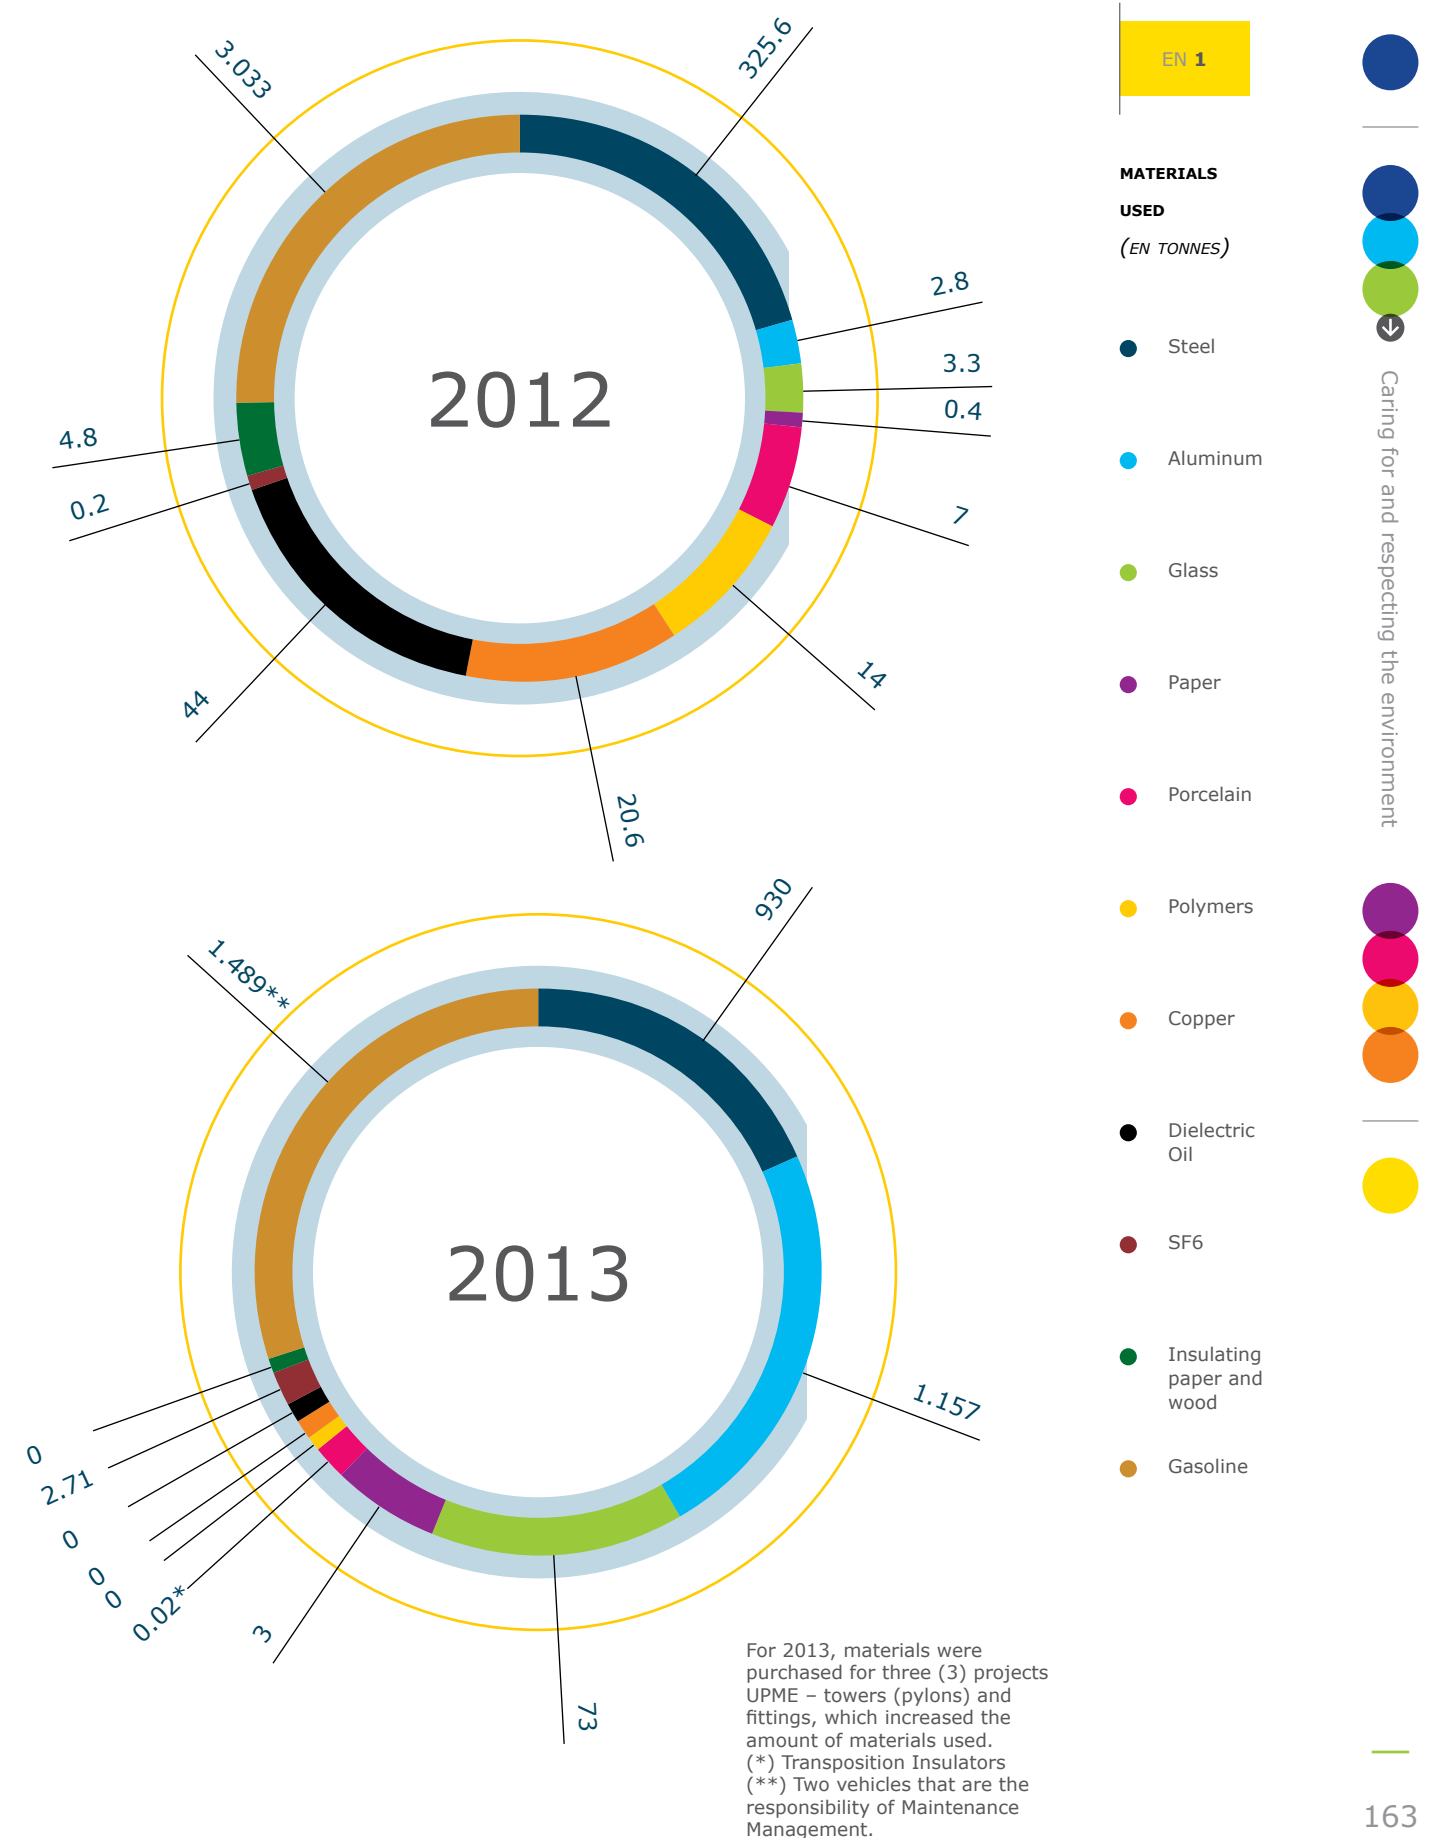 3.033
325.6
2.8
3.3
0.4
7
14
20.6
44
0.2
4.8
2012
1.489**
930
1.157
73
3
0.02*
0
0
0
2.71
0
2013
For 2013, materials were
purchased for three (3) projects
UPME – towers (pylons) and
fittings, which increased the
amount of materials used.
(*) Transposition Insulators
(**) Two vehicles that are the
responsibility of Maintenance
Management.
EN 1
MATERIALS
USED
(EN TONNES)
Steel
Aluminum
Glass
Paper
Porcelain
Polymers
Copper
Dielectric
Oil
SF6
Insulating
paper and
wood
Gasoline
Caring for and respecting the environment
163